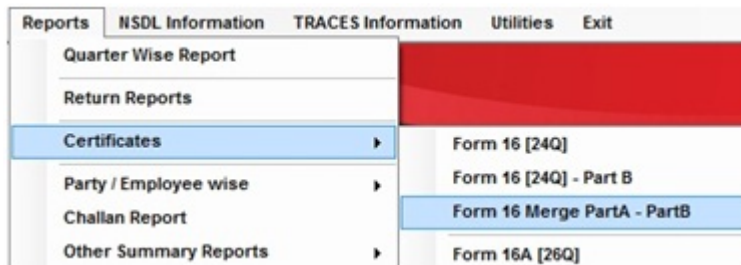 Reports NSDL Information TRACES Information Utilities Exit
Quarter Wise Report
Return Reports
Certificates
Party / Employee wise
Challan Report
Other Summary Reports
Form 16 [24Q]
Form 16 [24Q] - Part B
Form 16 Merge PartA - PartB
Form 16A [26Q]